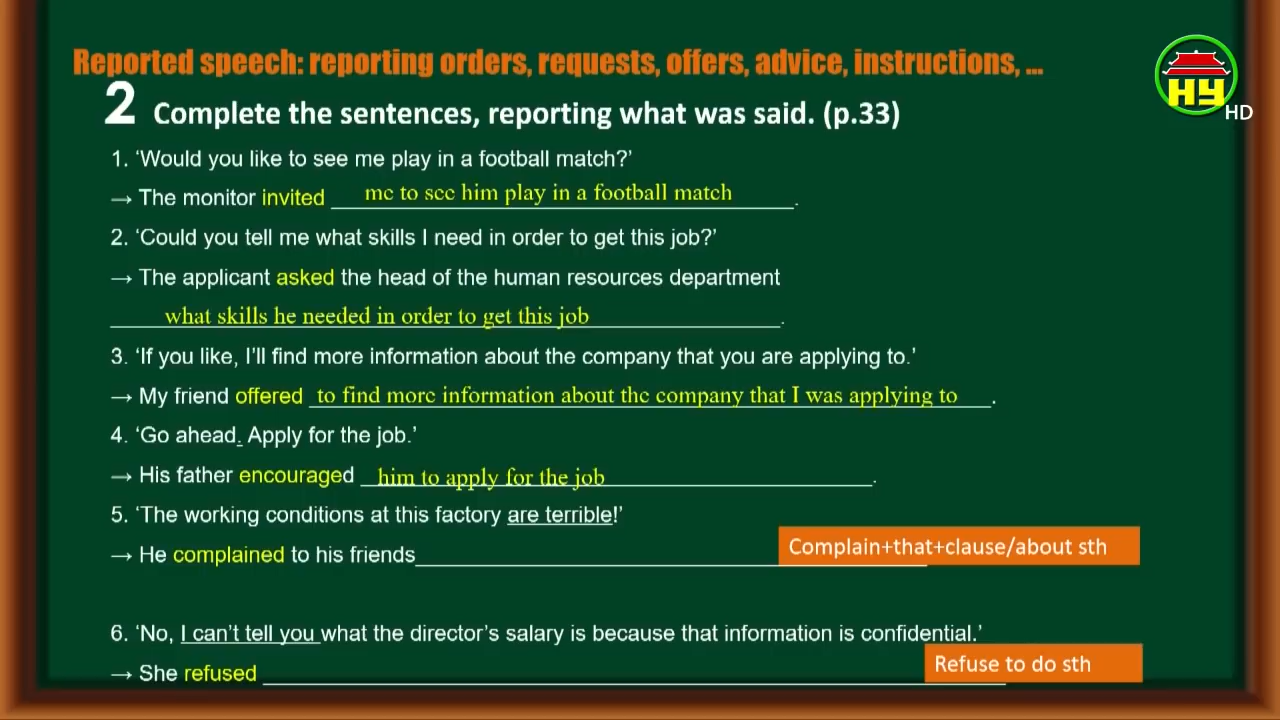 Reported speech: reporting orders, requests, offers, advice, instructions, ...
HY
HD
2 Complete the sentences, reporting what was said. (p.33)
1. ‘Would you like to see me play in a football match?’
→ The monitor invited me to see him play in a football match.
2. ‘Could you tell me what skills I need in order to get this job?’
→ The applicant asked the head of the human resources department
what skills he needed in order to get this job.
3. ‘If you like, I’ll find more information about the company that you are applying to.’
→ My friend offered to find more information about the company that I was applying to.
4. ‘Go ahead. Apply for the job.’
→ His father encouraged him to apply for the job.
5. ‘The working conditions at this factory are terrible!’
Complain+that+clause/about sth
→ He complained to his friends
6. ‘No, I can’t tell you what the director’s salary is because that information is confidential.’
Refuse to do sth
→ She refused